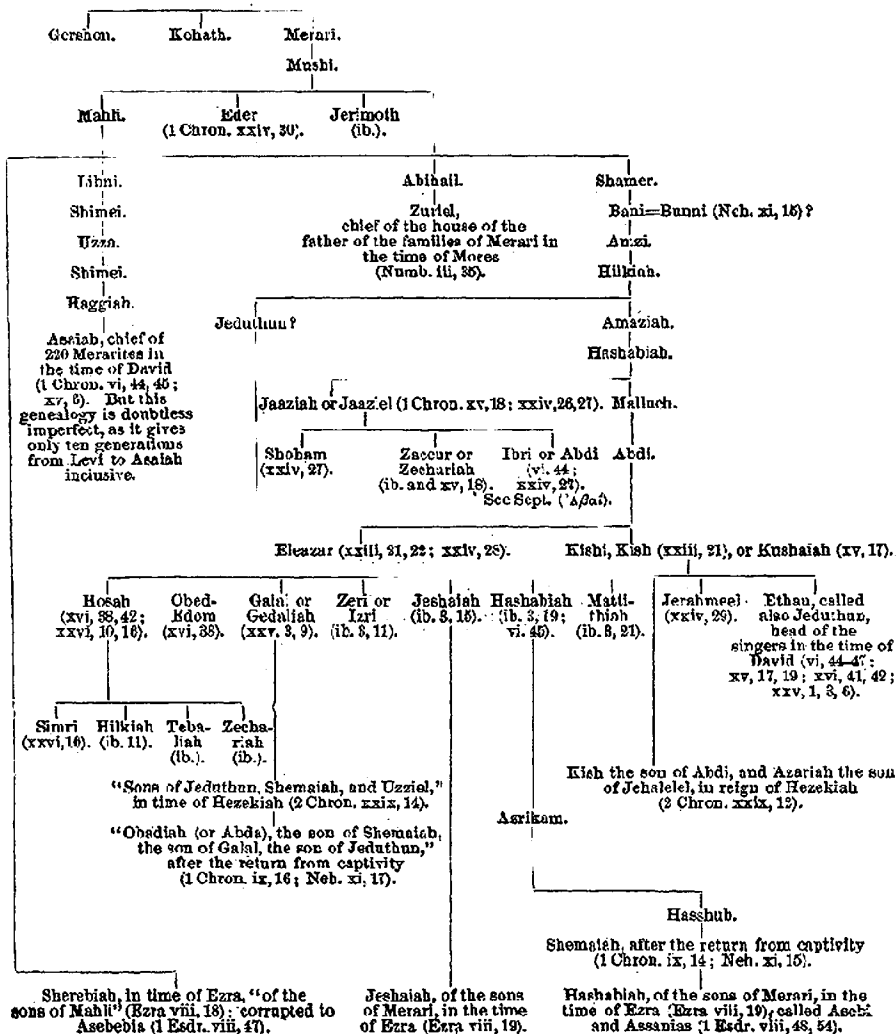 Gershon. Kohath. Merari.
Mushi.
Mahli. Eder Jerimoth
(1 Chron. xxiv, 30). (ib.).
Libni. Abihail. Shamer.
Shimei. Zuriel, Bani=Bunni (Neh. xi, 15)?
chief of the house of the
Uzza. father of the families of Merari in Amzi.
the time of Moses
Shimei. (Numb. iii, 35). Hilkiah.
Haggiah.
Jeduthun? Amaziah.
Asaiah, chief of
220 Merarites in Hashabiah.
the time of David
(1 Chron. vi, 44, 45;
xv, 6). But this Jaaziah or Jaaziel (1 Chron. xv, 18; xxiv, 26, 27). Malluch.
genealogy is doubtless
imperfect, as it gives
only ten generations Shoham Zaccur or Ibri or Abdi Abdi.
from Levi to Asaiah (xxiv, 27). Zechariah (vi. 44;
inclusive. (ib. and xv, 18). xxiv, 27).
See Sept. (Ἀβαί).
Eleazar (xxiii, 21, 22; xxiv, 28). Kishi, Kish (xxiii, 21), or Kushaiah (xv, 17).
Hosah Obed- Galal or Zeri or Jeshaiah Hashabiah Matti- Jerahmeel Ethan, called
(xvi, 38, 42; Edom Gedaliah Izri (ib. 3, 15). (ib. 3, 19; thiah (xxiv, 29). also Jeduthun,
xxvi, 10, 16). (xvi, 38). (xxv. 3, 9). (ib. 3, 11). vi. 45). (ib. 3, 21). head of the
singers in the time of
David (vi, 44-47;
xv, 17, 19; xvi, 41, 42;
xxv, 1, 3, 6).
Simri Hilkiah Teba- Zecha-
(xxvi, 10). (ib. 11). liah riah
(ib.). (ib.).
"Sons of Jeduthun, Shemaiah, and Uzziel," Kish the son of Abdi, and Azariah the son
in time of Hezekiah (2 Chron. xxix, 14). of Jehalelel, in reign of Hezekiah
(2 Chron. xxix, 12).
"Obadiah (or Abda), the son of Shemaiah, Asrikam.
the son of Galal, the son of Jeduthun,"
after the return from captivity
(1 Chron. ix, 16; Neh. xi, 17).
Hasshub.
Shemaiah, after the return from captivity
(1 Chron. ix, 14; Neh. xi, 15).
Sherebiah, in time of Ezra, "of the Jeshaiah, of the sons Hashabiah, of the sons of Merari, in the
sons of Mahli" (Ezra viii, 18); corrupted to of Merari, in the time time of Ezra (Ezra viii, 19), called Asebi
Asebebia (1 Esdr. viii, 47). of Ezra (Ezra viii, 19). and Assanias (1 Esdr. viii, 48, 54).